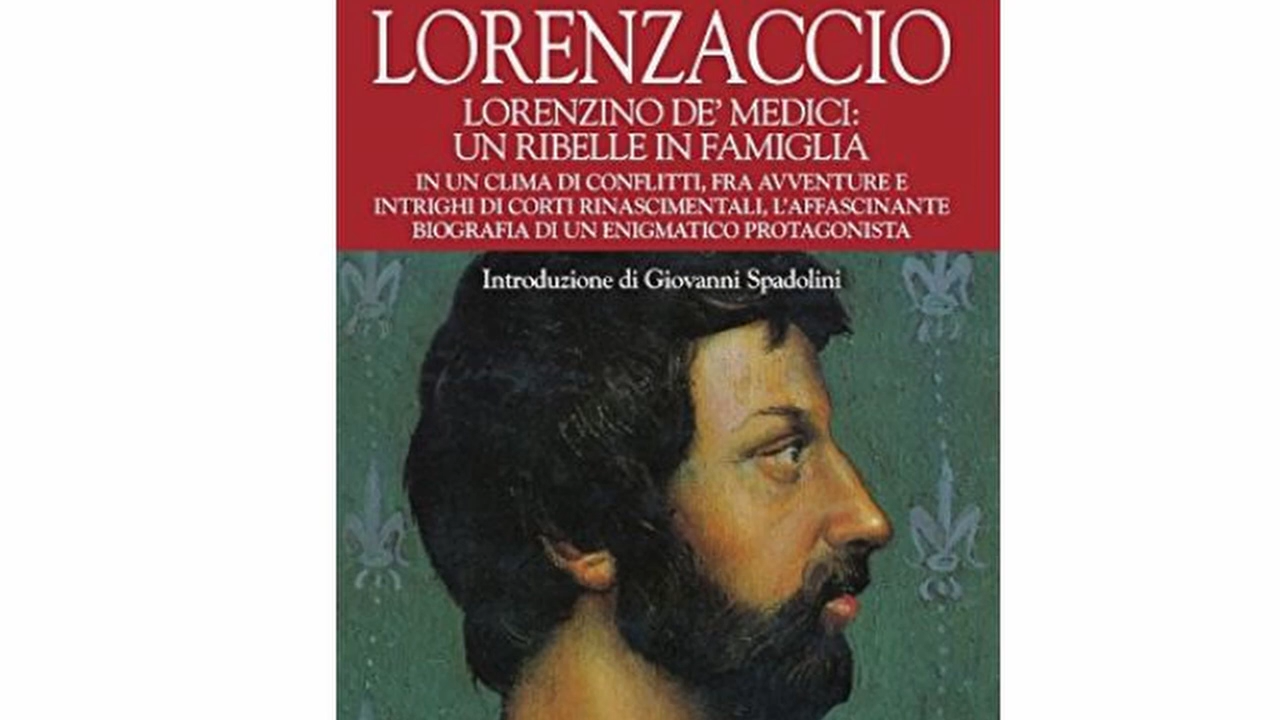 LORENZACCIO
LORENZINO DE' MEDICI:
UN RIBELLE IN FAMIGLIA
IN UN CLIMA DI CONFLITTI, FRA AVVENTURE E
INTRIGHI DI CORTI RINASCIMENTALI, L'AFFASCINANTE
BIOGRAFIA DI UN ENIGMATICO PROTAGONISTA
Introduzione di Giovanni Spadolini